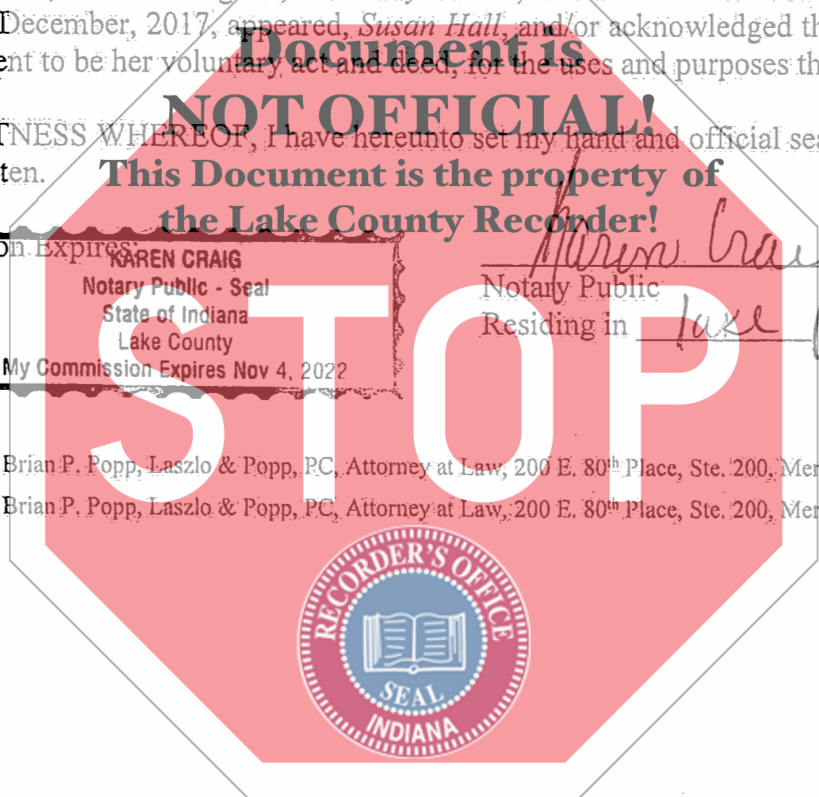 December, 2017, appeared, Susan Hall, and/or acknowledged th
Document is
ent to be her voluntary act and deed, for the uses and purposes th
NOT OFFICIAL!
TNESS WHEREOF, I have hereunto set my hand and official sea
ten.
This Document is the property of
the Lake County Recorder!
on Expires:
KAREN CRAIG
Notary Public - Seal
State of Indiana
Lake County
My Commission Expires Nov 4, 2022
Karen Crai
Notary Public
Residing in Lake
STOP
Brian P. Popp, Laszlo & Popp, PC, Attorney at Law, 200 E. 80th Place, Ste. 200, Mer
Brian P. Popp, Laszlo & Popp, PC, Attorney at Law, 200 E. 80th Place, Ste. 200, Mer
RECORDER'S OFFICE
SEAL
INDIANA